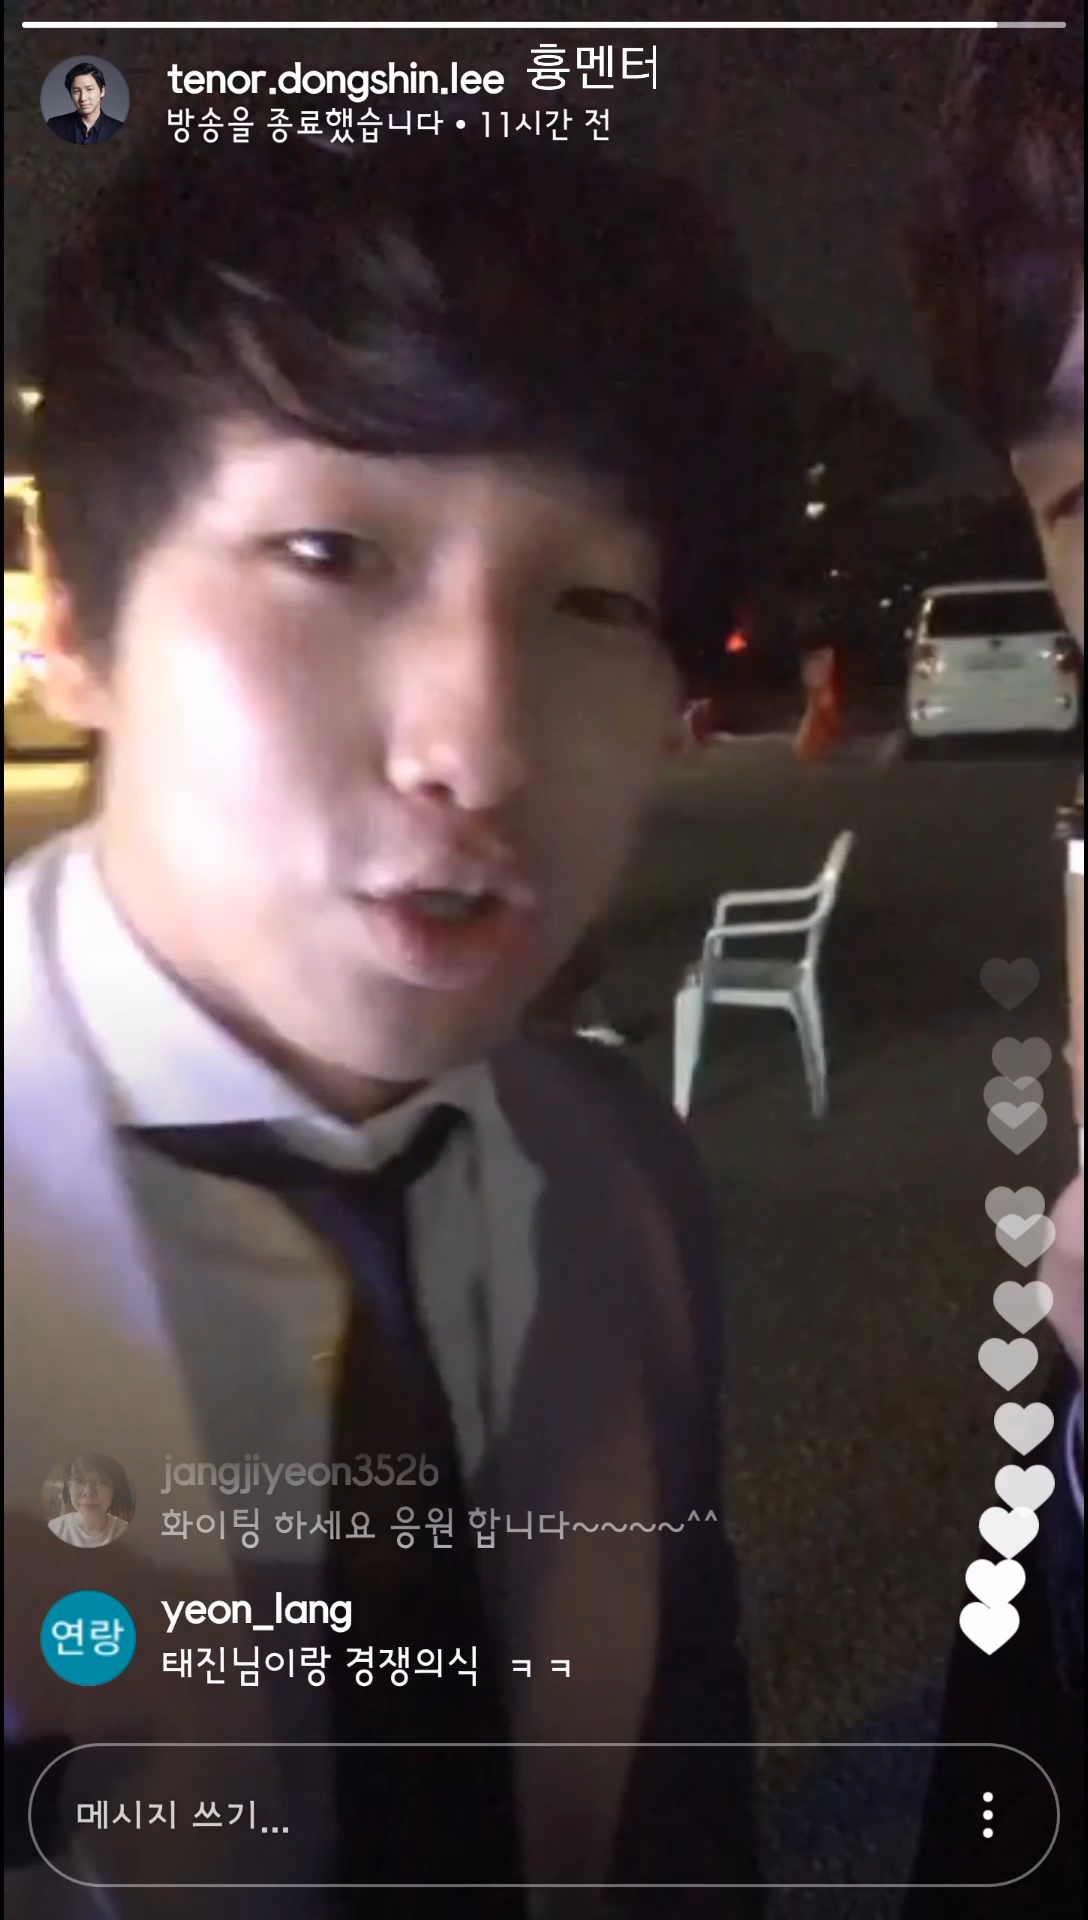 tenor.dongshin.lee 흉멘터
방송을 종료했습니다 • 11시간 전
jangjiyeon3526
화이팅 하세요 응원 합니다~~~~^^
연랑
yeon_lang
태진님이랑 경쟁의식 ㅋㅋ
메시지 쓰기...